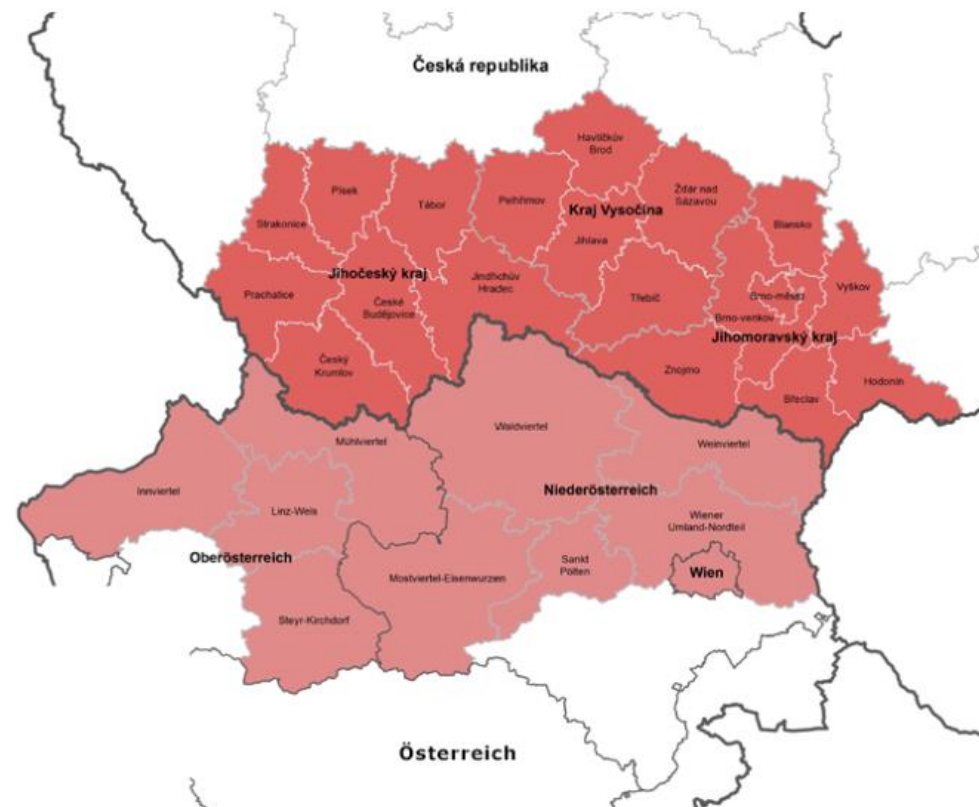 Česká republika
Havlíčkův
Brod
Písek
Tábor
Pelhřimov
Žďar nad
Sázavou
Strakonice
Kraj Vysočina
Blansko
Jihlava
Jihočeský kraj
Jindřichův
Hradec
Prachatice
České
Budějovice
Třebíč
Brno-město
Vyškov
Brno-venkov
Jihomoravský kraj
Český
Krumlov
Znojmo
Hodonín
Břeclav
Waldviertel
Mühlviertel
Weinviertel
Innviertel
Niederösterreich
Linz-Wels
Wiener
Umland-Nordteil
Oberösterreich
Sankt
Pölten
Mostviertel-Eisenwurzen
Wien
Steyr-Kirchdorf
Österreich